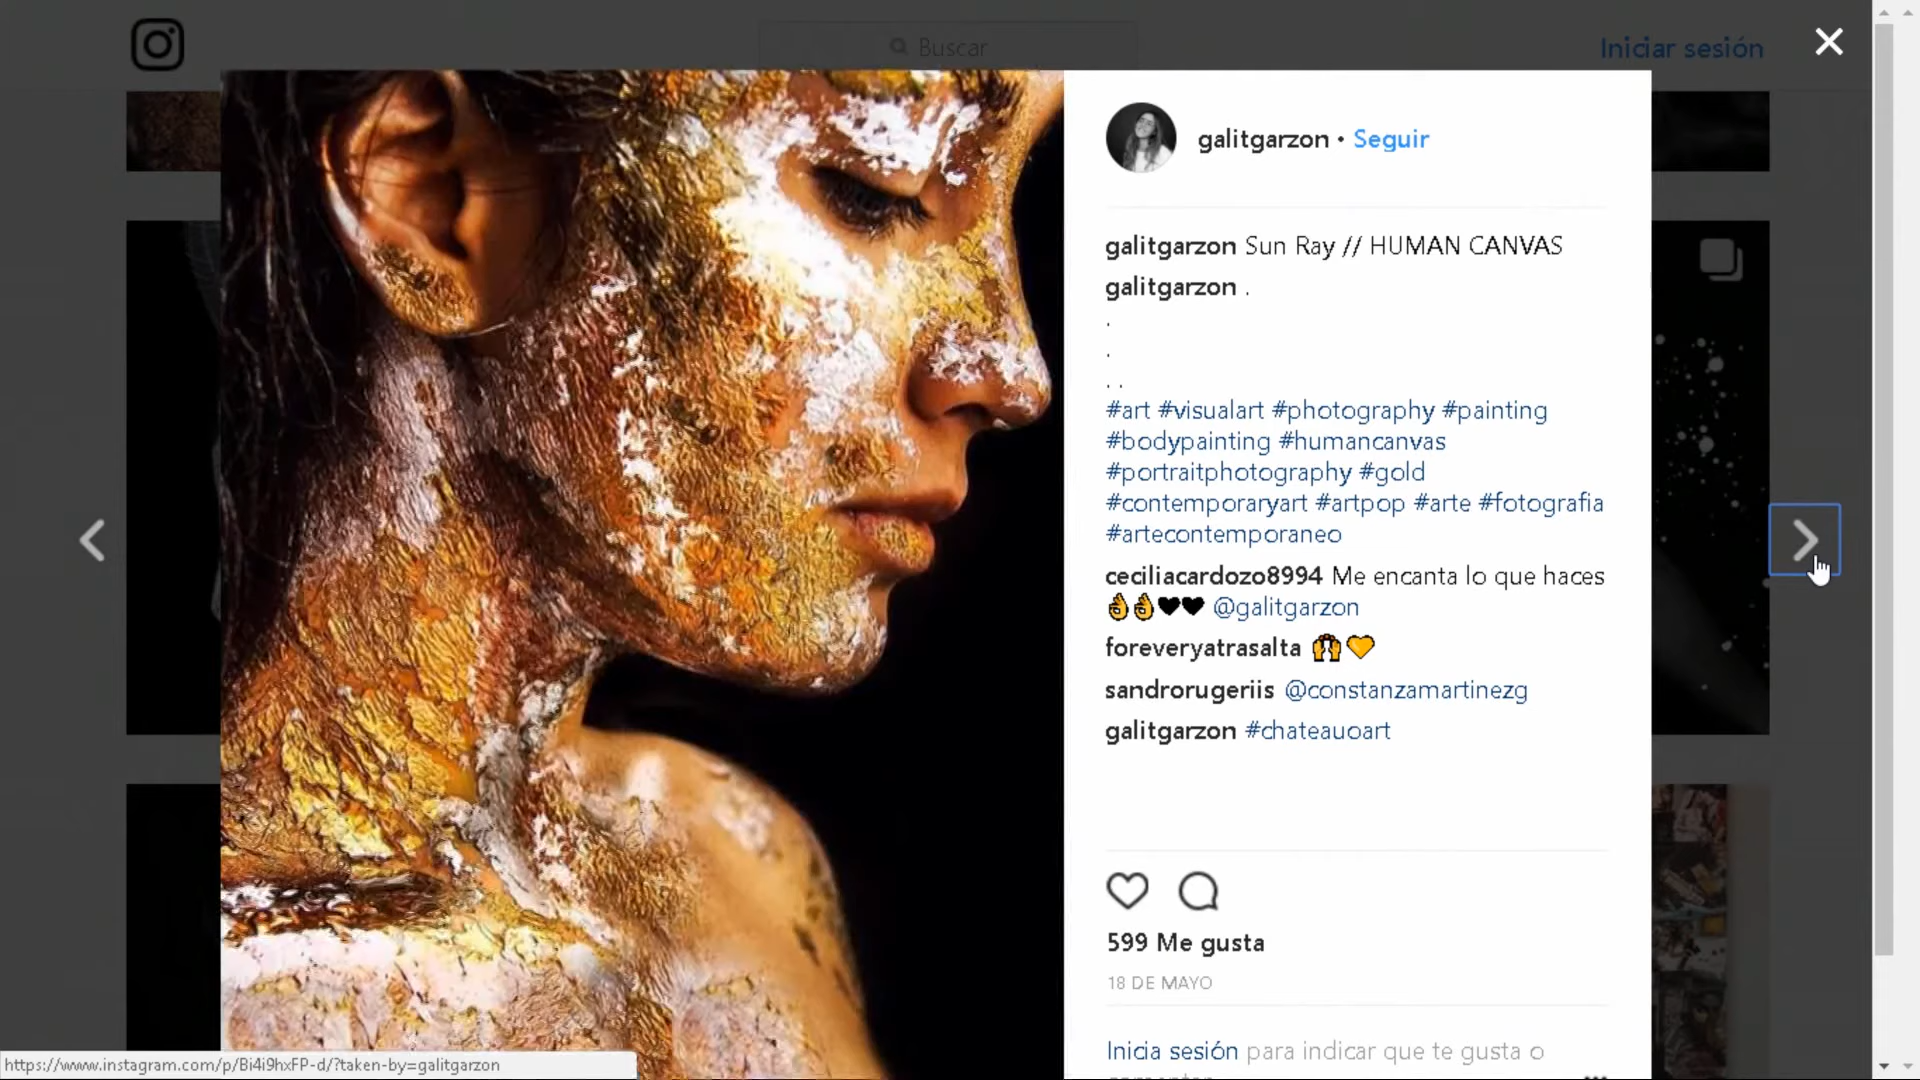 Buscar
Iniciar sesión
galitgarzon • Seguir
galitgarzon Sun Ray // HUMAN CANVAS
galitgarzon .
.
.
. .
#art #visualart #photography #painting
#bodypainting #humancanvas
#portraitphotography #gold
#contemporaryart #artpop #arte #fotografia
#artecontemporaneo
ceciliacardozo8994 Me encanta lo que haces
👌👌🖤🖤 @galitgarzon
foreveryatrasalta 🙌💛
sandrorugeriis @constanzamartinezg
galitgarzon #chateauoart
599 Me gusta
18 DE MAYO
Inicia sesión para indicar que te gusta o
https://www.instagram.com/p/Bi4i9hxFP-d/?taken-by=galitgarzon